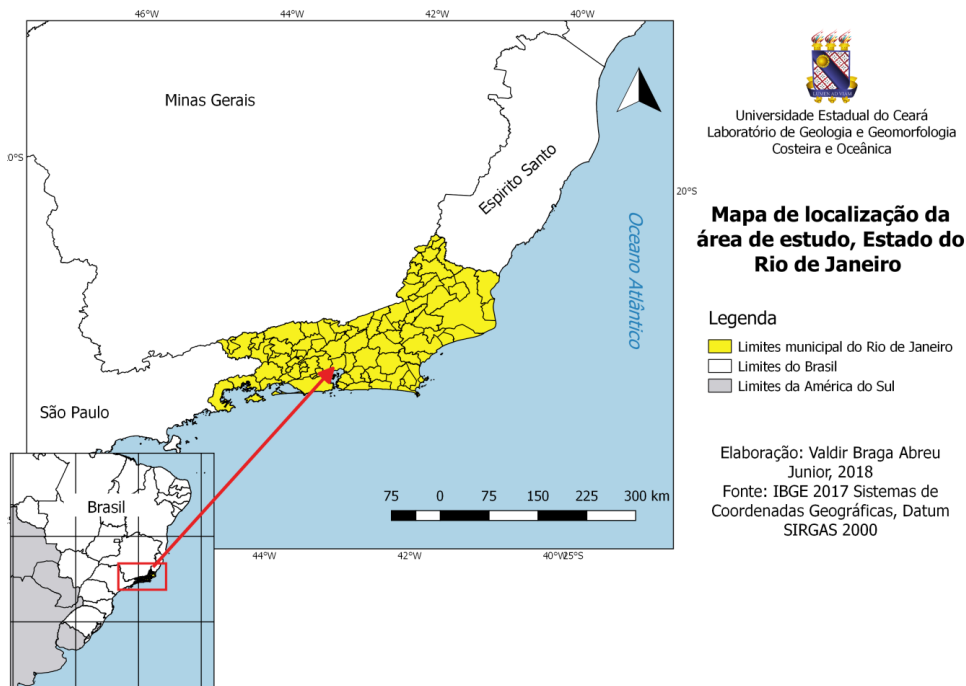 46°W 44°W 42°W 40°W
Minas Gerais
Espirito Santo
20°S
Oceano Atlântico
São Paulo
Brasil
75 0 75 150 225 300 km
44°W 42°W 40°W 25°S
Universidade Estadual do Ceará
Laboratório de Geologia e Geomorfologia
Costeira e Oceânica
Mapa de localização da
área de estudo, Estado do
Rio de Janeiro
Legenda
Limites municipal do Rio de Janeiro
Limites do Brasil
Limites da América do Sul
Elaboração: Valdir Braga Abreu
Junior, 2018
Fonte: IBGE 2017 Sistemas de
Coordenadas Geográficas, Datum
SIRGAS 2000